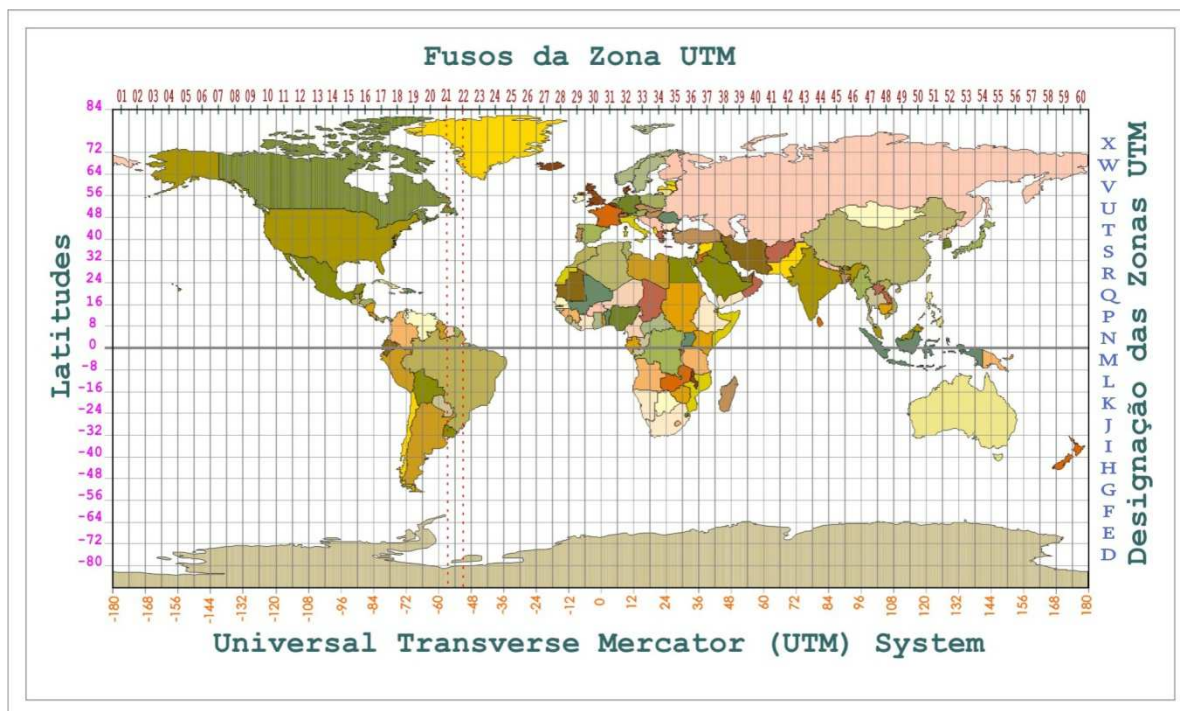 Fusos da Zona UTM
01 02 03 04 05 06 07 08 09 10 11 12 13 14 15 16 17 18 19 20 21 22 23 24 25 26 27 28 29 30 31 32 33 34 35 36 37 38 39 40 41 42 43 44 45 46 47 48 49 50 51 52 53 54 55 56 57 58 59 60
Latitudes
84
72
64
56
48
40
32
24
16
8
0
-8
-16
-24
-32
-40
-48
-56
-64
-72
-80
X
W
V
U
T
S
R
Q
P
N
M
L
K
J
I
H
G
F
E
D
Designação das Zonas UTM
-180 -168 -156 -144 -132 -120 -108 -96 -84 -72 -60 -48 -36 -24 -12 0 12 24 36 48 60 72 84 96 108 120 132 144 156 168 180
Universal Transverse Mercator (UTM) System